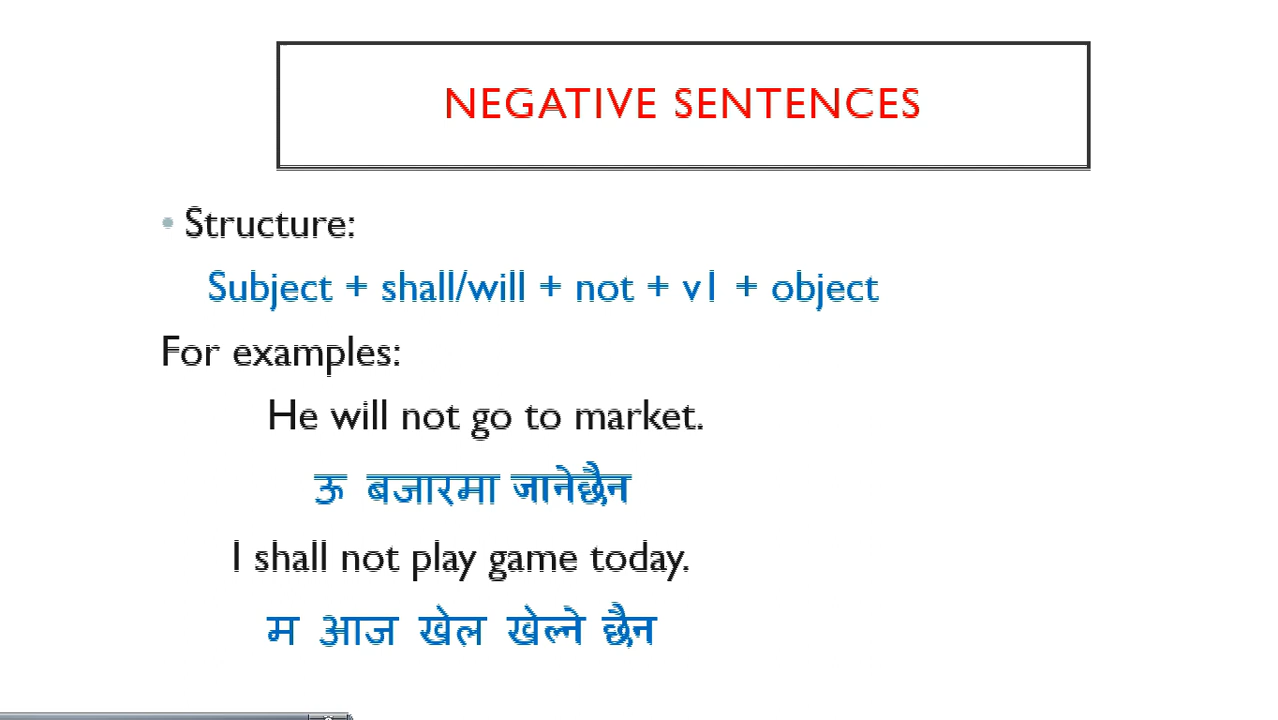 NEGATIVE SENTENCES
• Structure:
Subject + shall/will + not + v1 + object
For examples:
He will not go to market.
ऊ बजारमा जानेछैन
I shall not play game today.
म आज खेल खेल्ने छैन